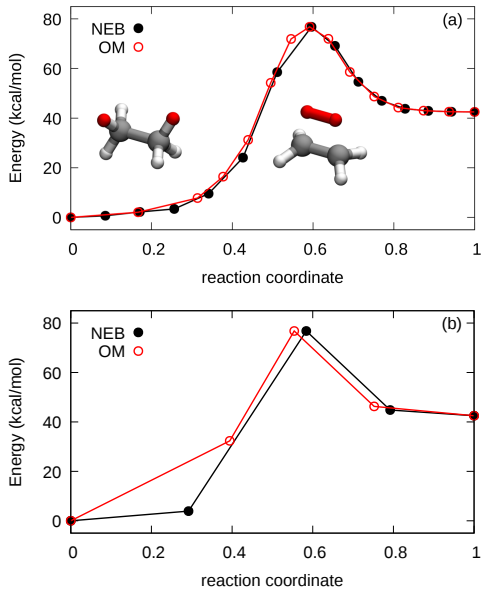 (a)
NEB
OM
Energy (kcal/mol)
80
60
40
20
0
0 0.2 0.4 0.6 0.8 1
reaction coordinate
(b)
NEB
OM
Energy (kcal/mol)
80
60
40
20
0
0 0.2 0.4 0.6 0.8 1
reaction coordinate